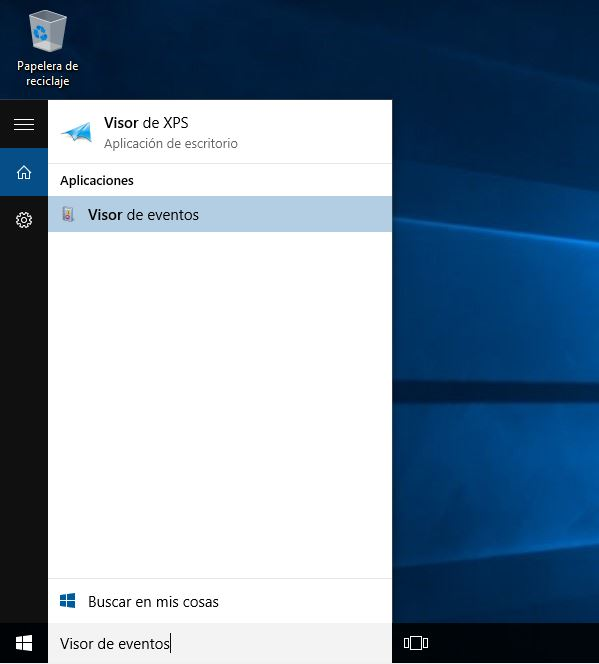 Papelera de
reciclaje
Visor de XPS
Aplicación de escritorio
Aplicaciones
Visor de eventos
Buscar en mis cosas
Visor de eventos